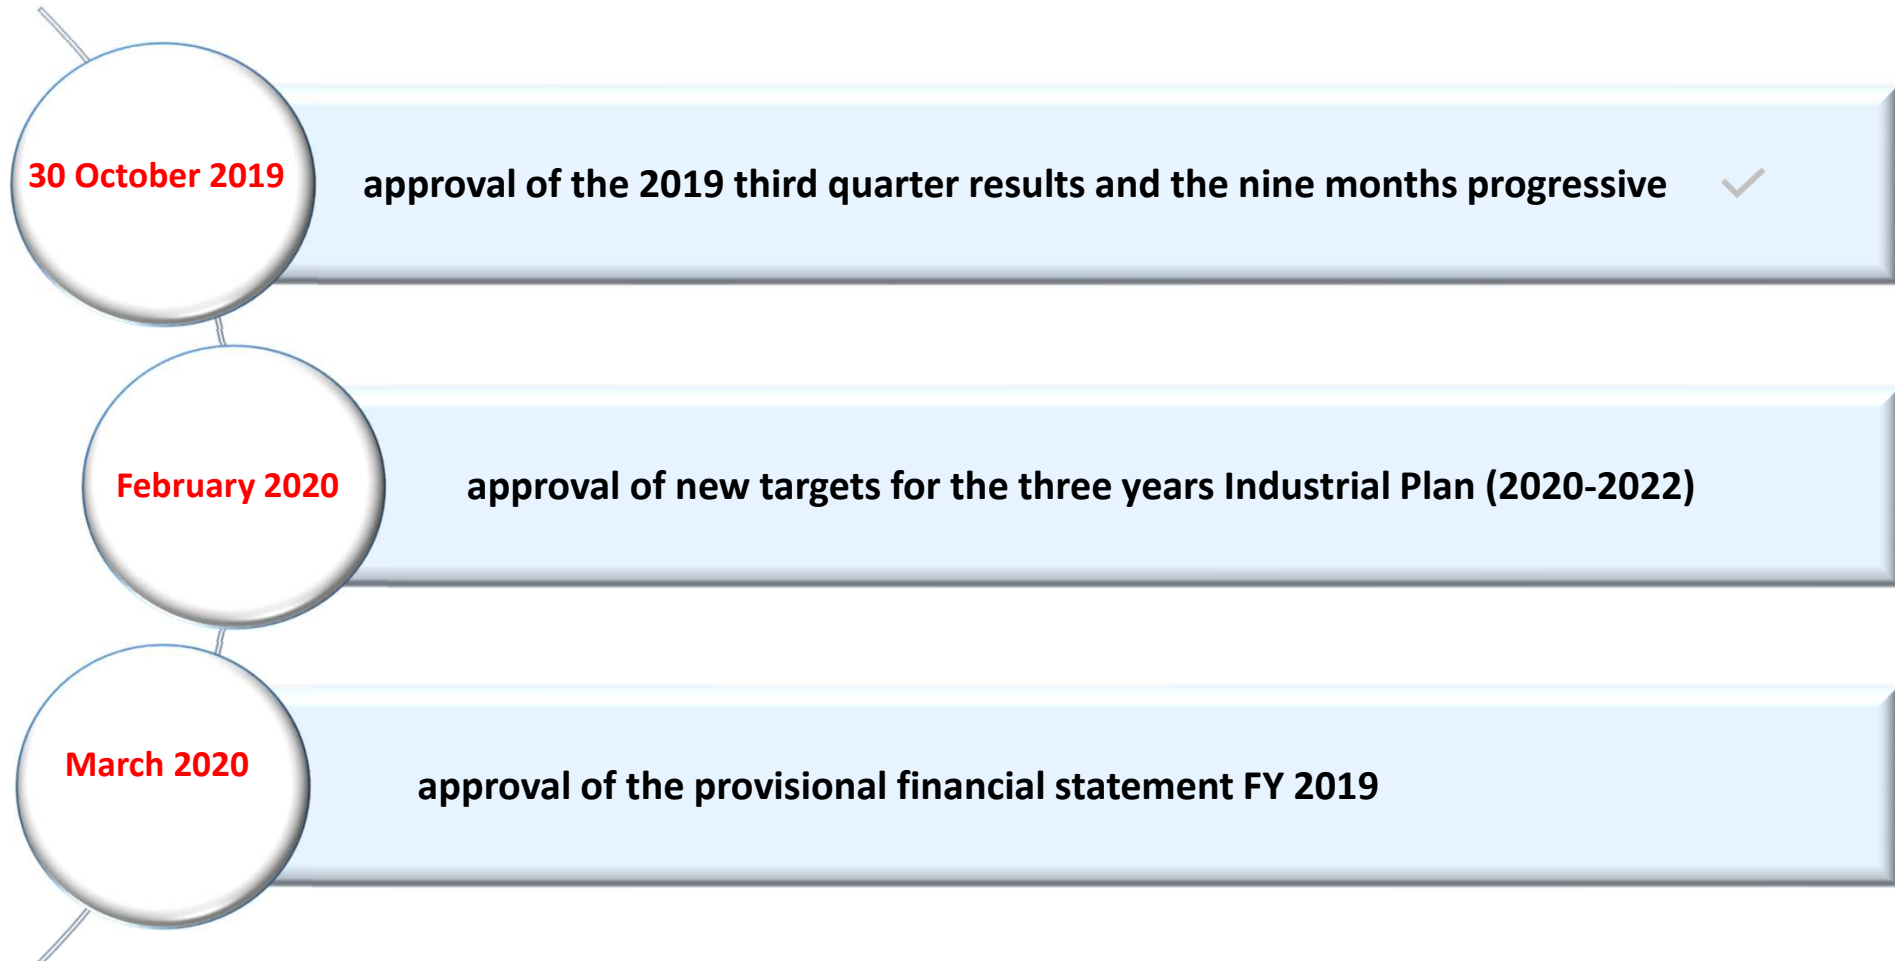 30 October 2019
approval of the 2019 third quarter results and the nine months progressive
February 2020
approval of new targets for the three years Industrial Plan (2020-2022)
March 2020
approval of the provisional financial statement FY 2019